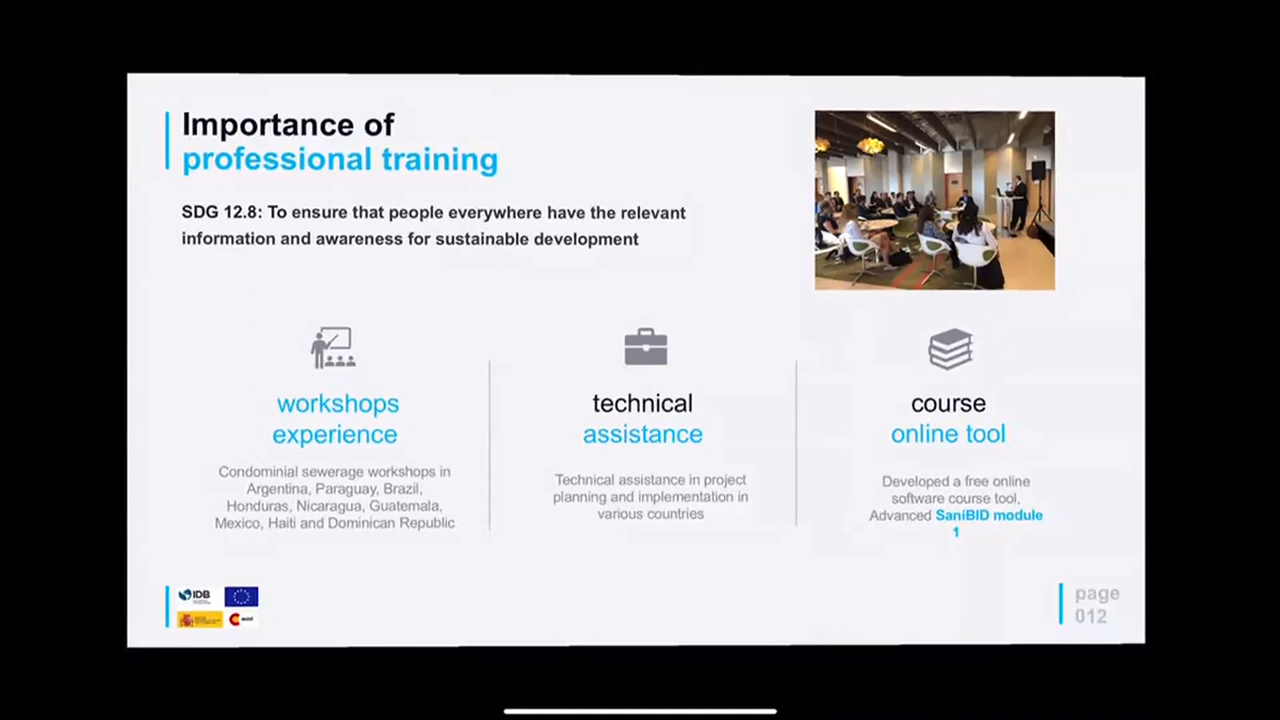 Importance of
professional training
SDG 12.8: To ensure that people everywhere have the relevant
information and awareness for sustainable development
workshops
experience
Condominial sewerage workshops in
Argentina, Paraguay, Brazil,
Honduras, Nicaragua, Guatemala,
Mexico, Haiti and Dominican Republic
technical
assistance
Technical assistance in project
planning and implementation in
various countries
course
online tool
Developed a free online
software course tool,
Advanced SaniBID module
1
IDB
page
012